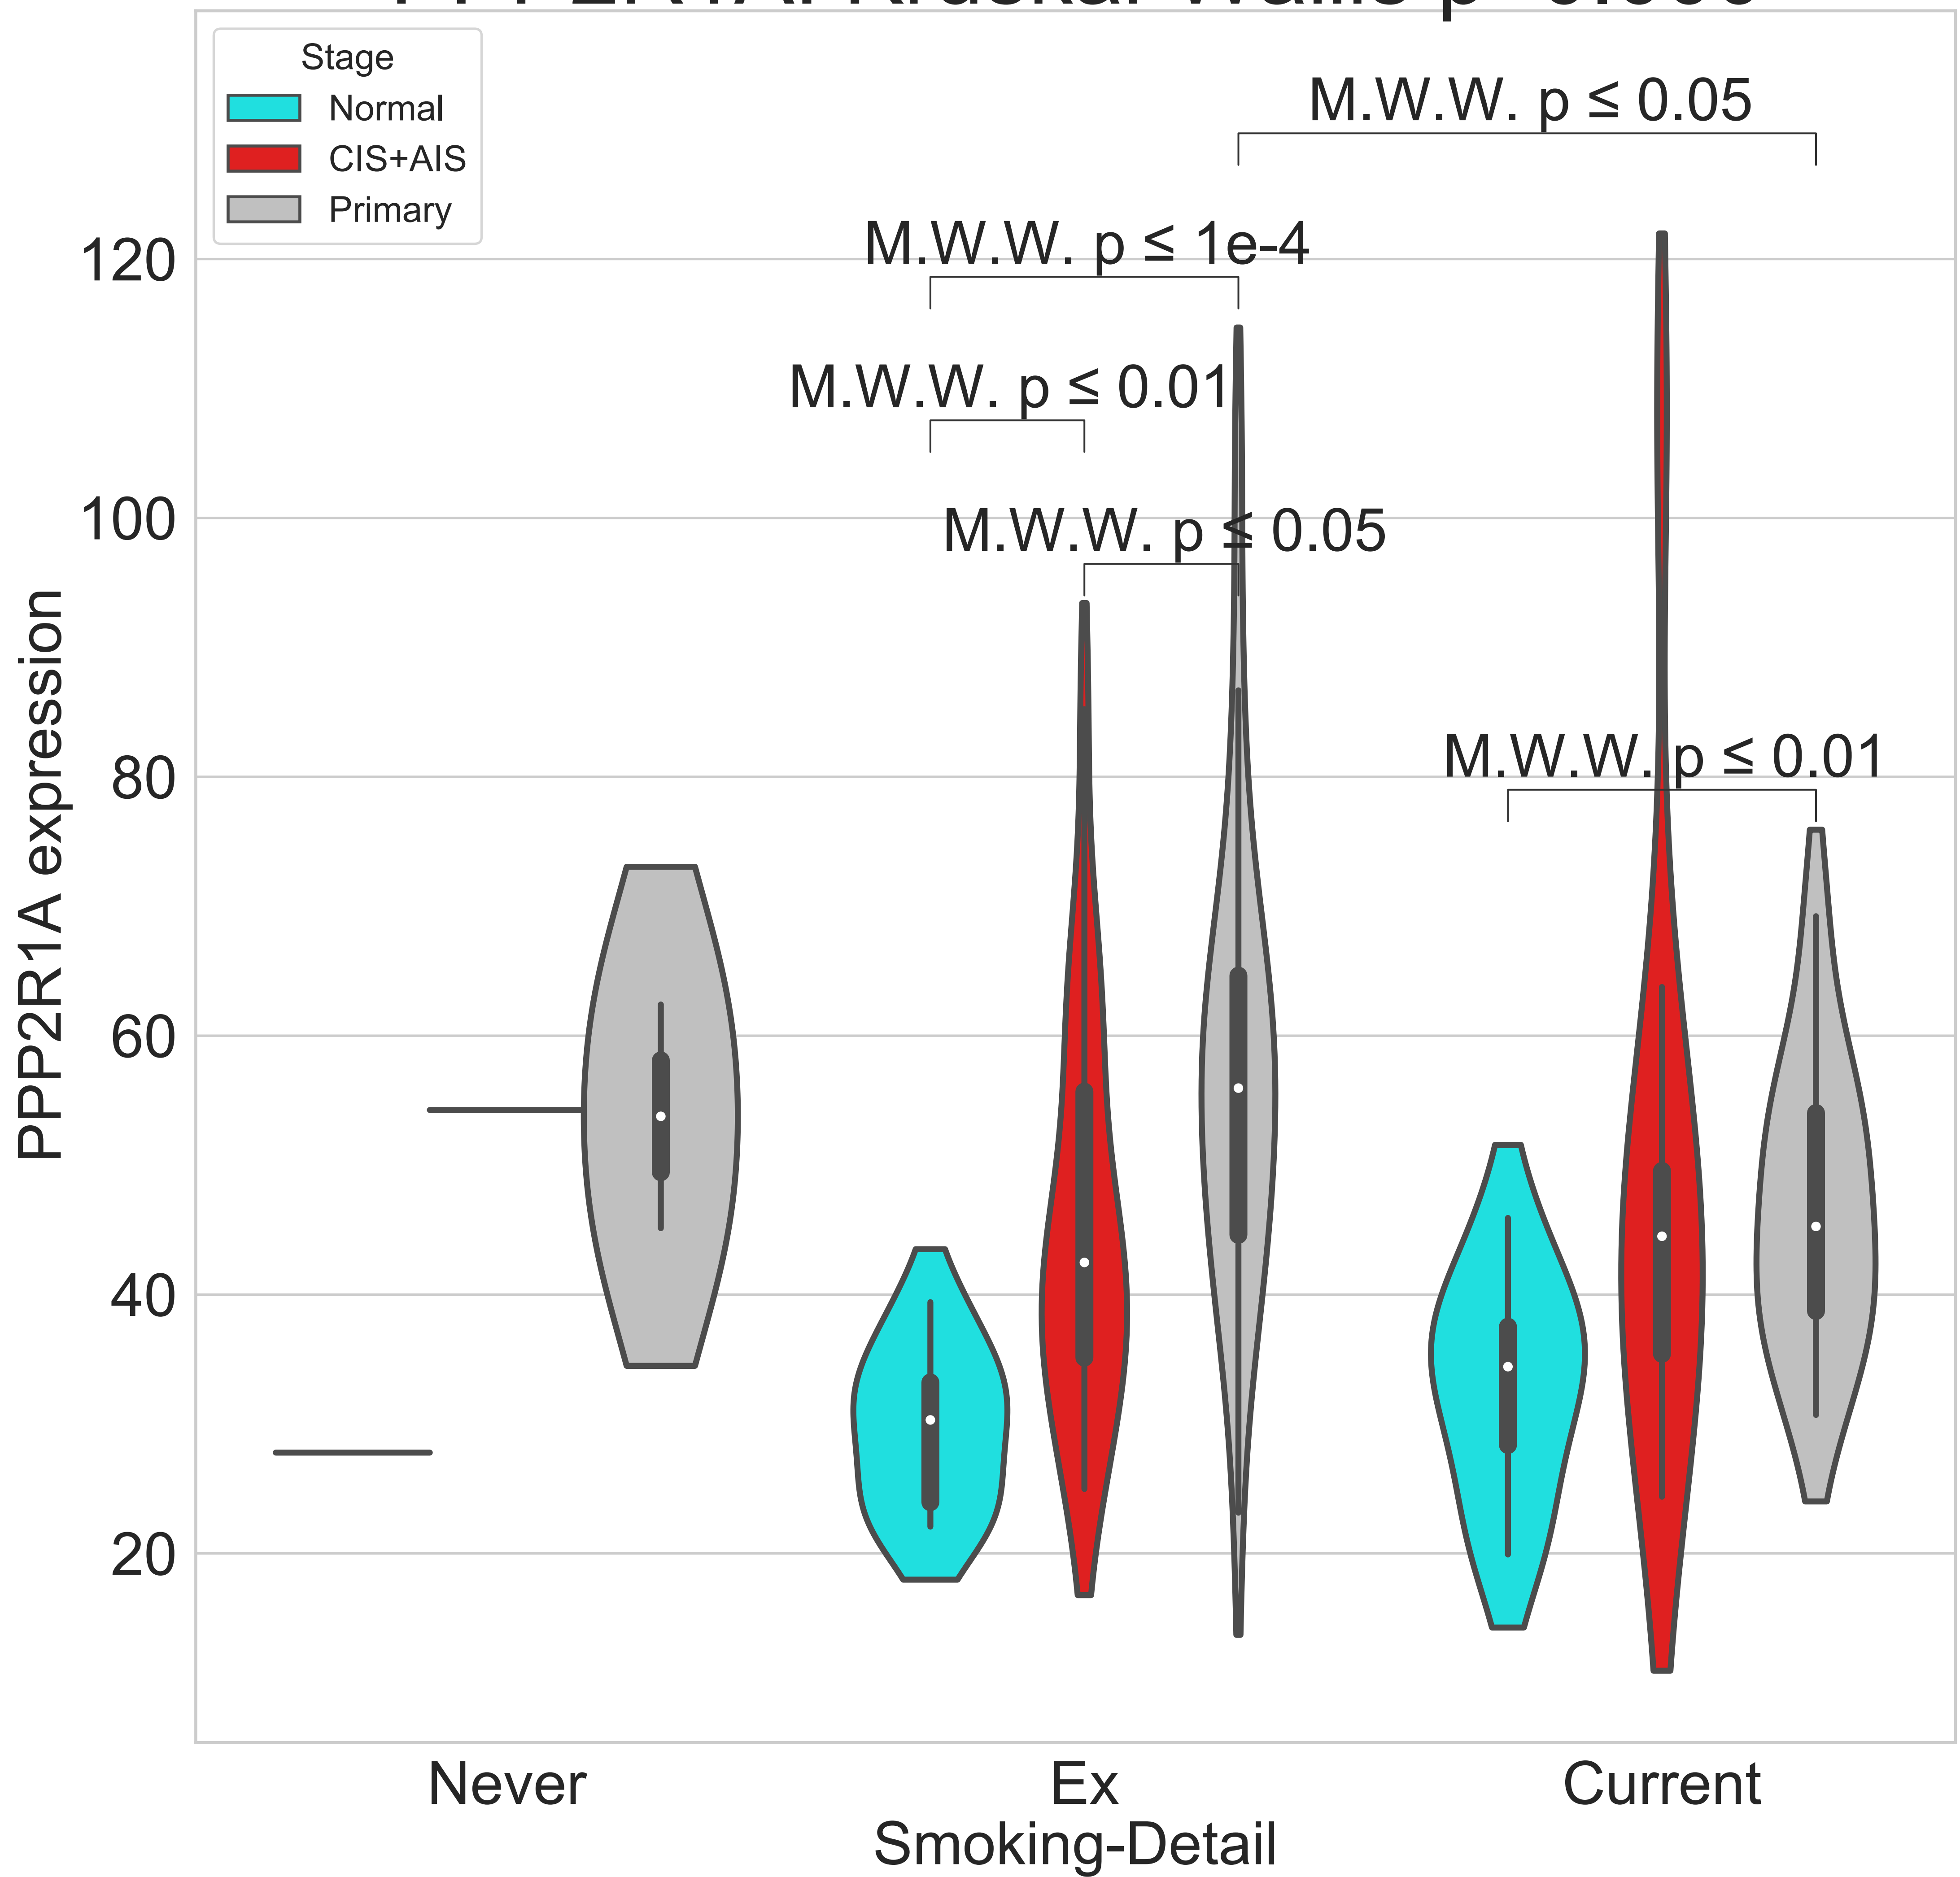 Stage
Normal
CIS+AIS
Primary
M.W.W. p ≤ 0.05
M.W.W. p ≤ 1e-4
M.W.W. p ≤ 0.01
M.W.W. p ≤ 0.05
M.W.W. p ≤ 0.01
120
100
80
60
40
20
PPP2R1A expression
Never
Ex
Current
Smoking-Detail